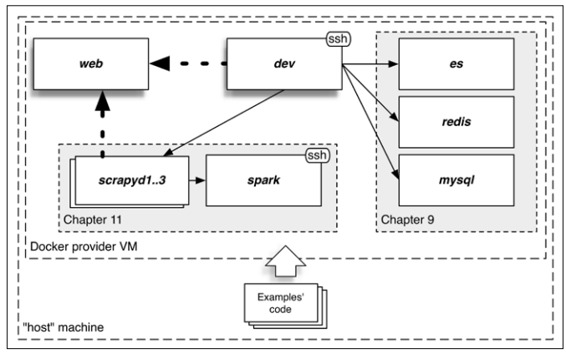 ssh
web
dev
es
redis
ssh
scrapyd1..3
spark
mysql
Chapter 11
Chapter 9
Docker provider VM
Examples'
code
"host" machine